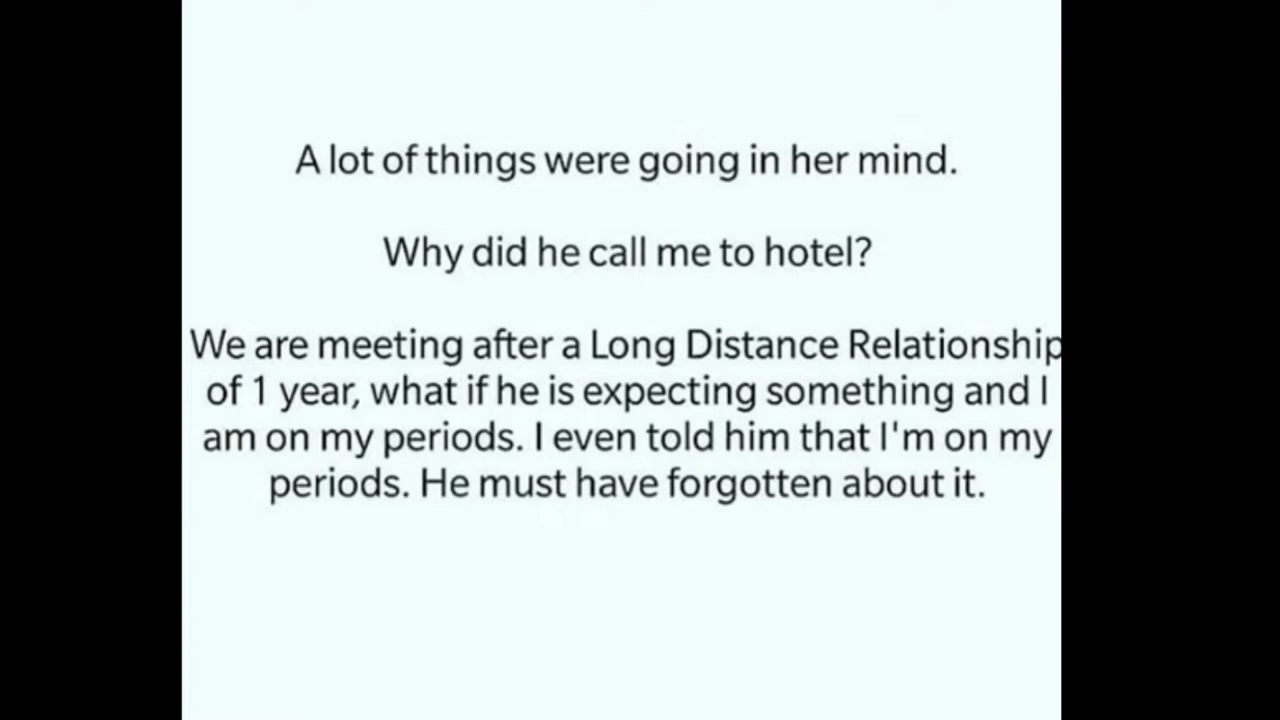 A lot of things were going in her mind.
Why did he call me to hotel?
We are meeting after a Long Distance Relationship
of 1 year, what if he is expecting something and I
am on my periods. I even told him that I'm on my
periods. He must have forgotten about it.